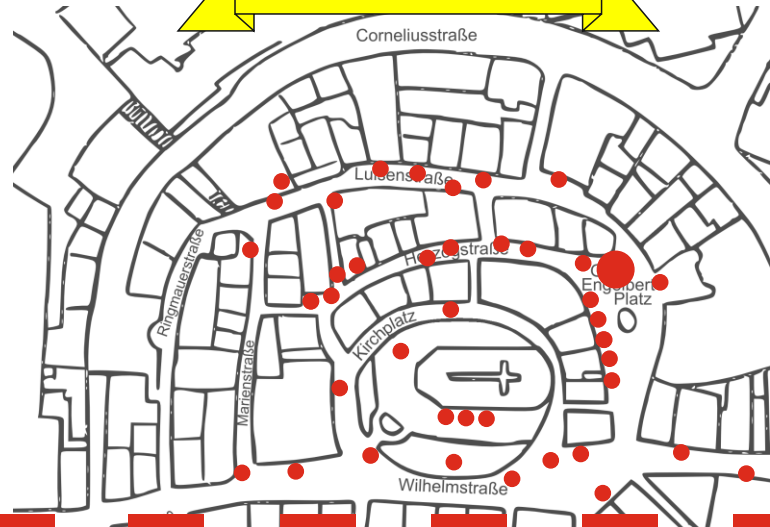 Corneliusstraße
Luisenstraße
Herzogstraße
Ringmauerstraße
Engelbert
Platz
Kirchplatz
Marienstraße
Wilhelmstraße